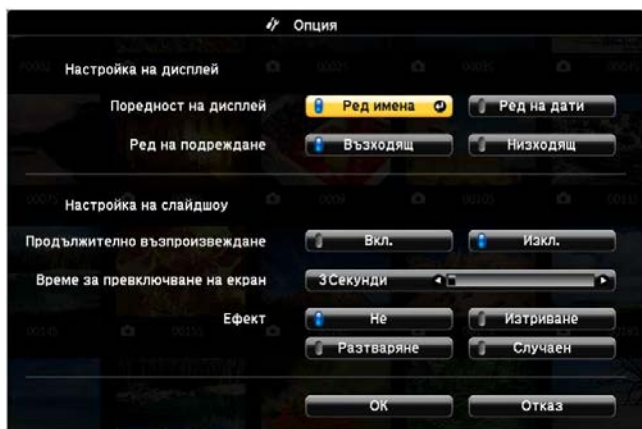 Опция
Настройка на дисплей
Поредност на дисплей Ред имена Ред на дати
Ред на подреждане Възходящ Низходящ
Настройка на слайдшоу
Продължително възпроизвеждане Вкл. Изкл.
Време за превключване на екран 3Секунди
Ефект Не Изтриване
Разтваряне Случаен
OK Отказ